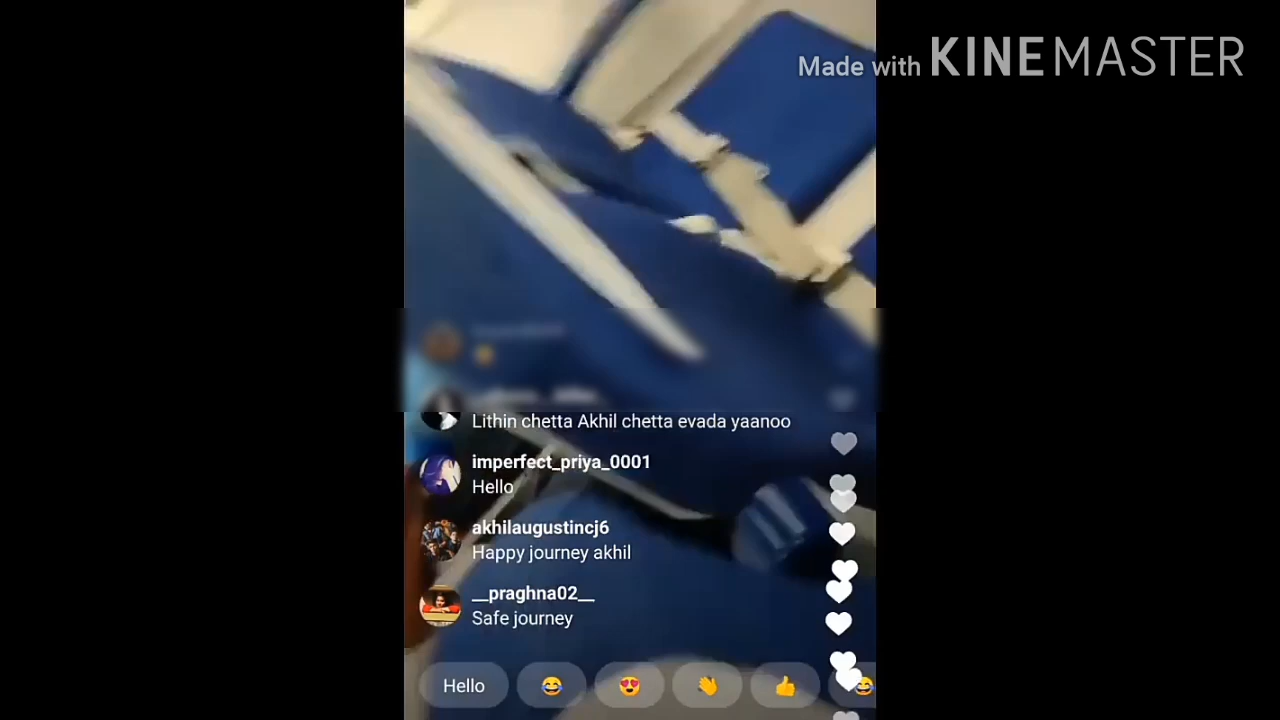 Made with KINEMASTER
Lithin chetta Akhil chetta evada yaanoo
imperfect_priya_0001
Hello
akhilaugustincj6
Happy journey akhil
__praghna02__
Safe journey
Hello